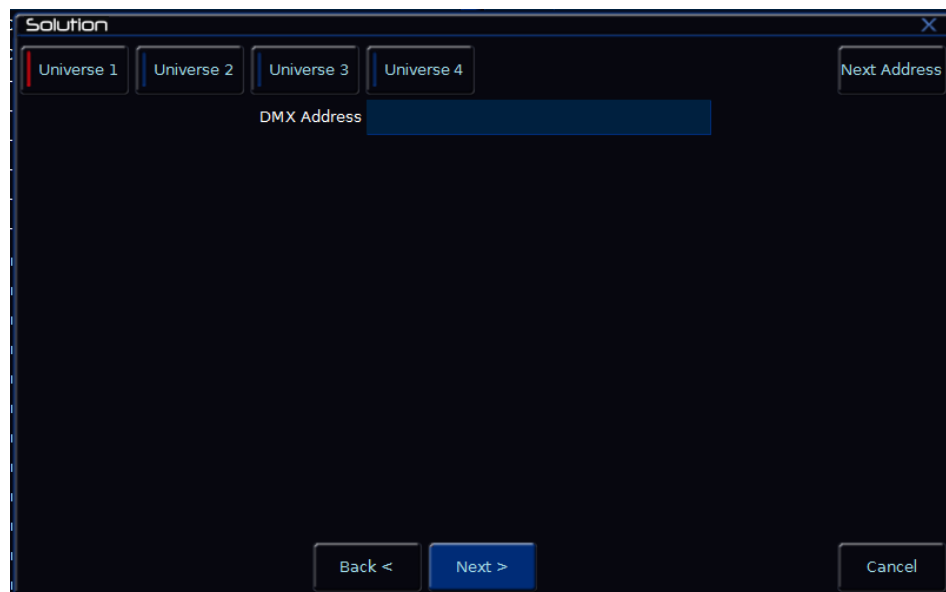 Solution
Universe 1 Universe 2 Universe 3 Universe 4 Next Address
DMX Address
Back < Next > Cancel